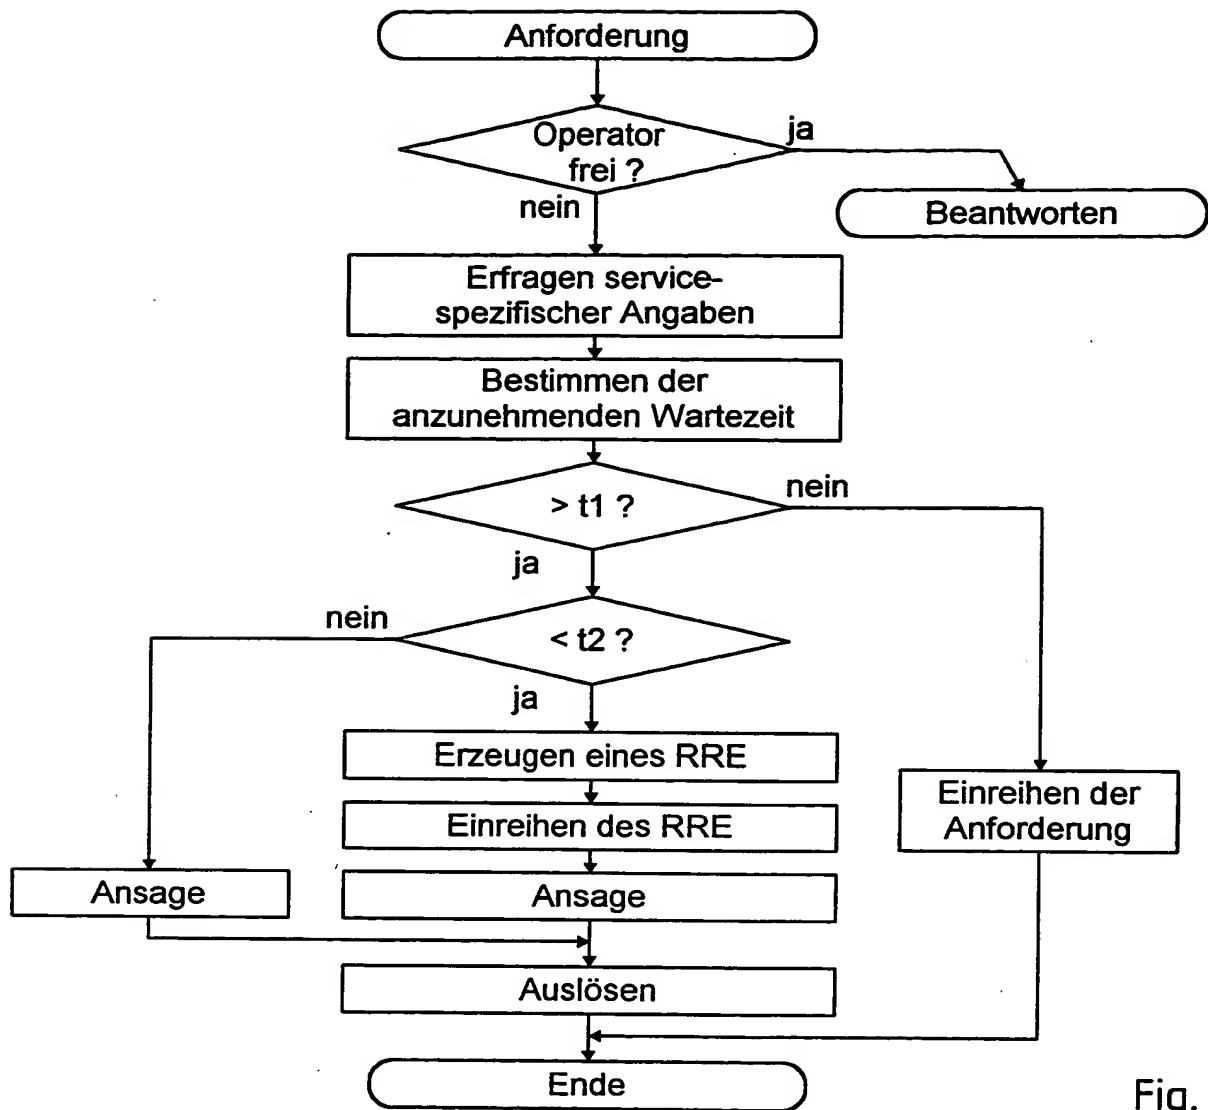 Anforderung
Operator
frei ?
ja
nein
Beantworten
Erfragen service-
spezifischer Angaben
Bestimmen der
anzunehmenden Wartezeit
> t1 ?
nein
ja
nein
< t2 ?
ja
Erzeugen eines RRE
Einreihen des RRE
Einreihen der
Anforderung
Ansage
Ansage
Auslösen
Ende
Fig.